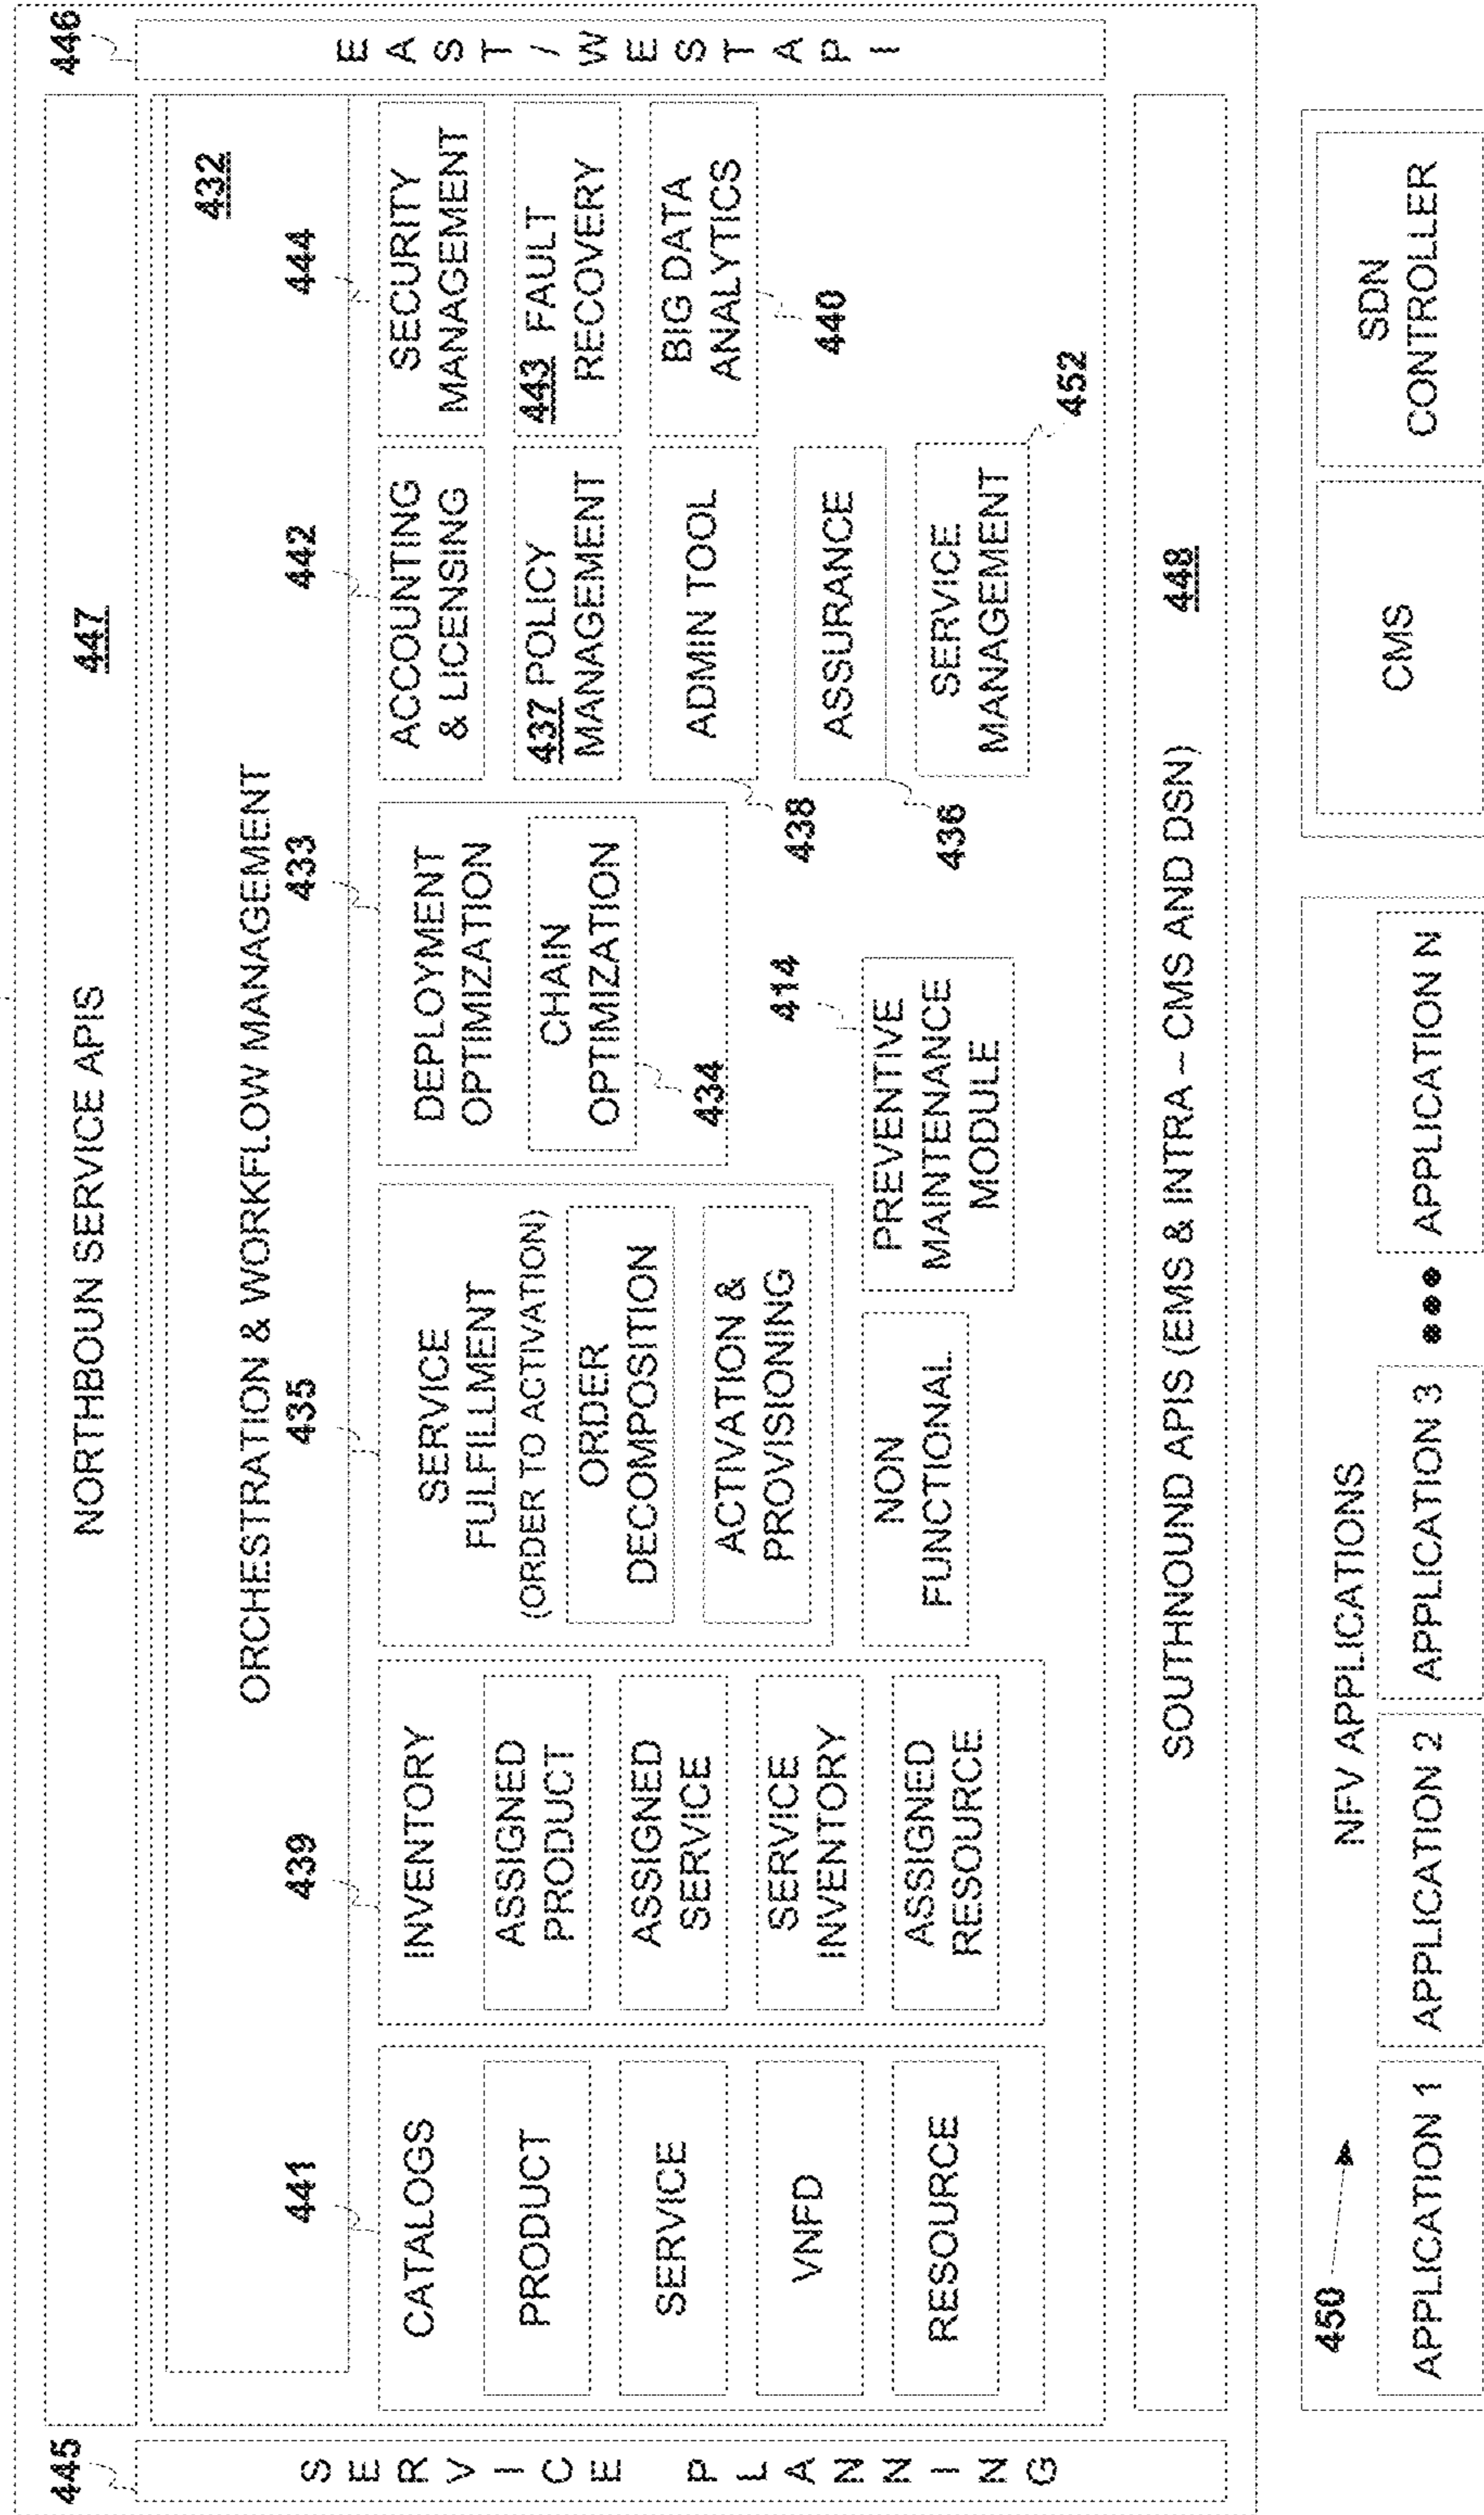 446
447
NORTHBOUN SERVICE APIS
445
SERVICE PLANNING
EAST/WEST API
ORCHESTRATION & WORKFLOW MANAGEMENT
432
441
CATALOGS
PRODUCT
SERVICE
VNFD
RESOURCE
439
INVENTORY
ASSIGNED
PRODUCT
ASSIGNED
SERVICE
SERVICE
INVENTORY
ASSIGNED
RESOURCE
435
SERVICE
FULFILLMENT
(ORDER TO ACTIVATION)
ORDER
DECOMPOSITION
ACTIVATION &
PROVISIONING
NON
FUNCTIONAL
433
DEPLOYMENT
OPTIMIZATION
CHAIN
OPTIMIZATION
434
414
PREVENTIVE
MAINTENANCE
MODULE
442
ACCOUNTING
& LICENSING
437 POLICY
MANAGEMENT
ADMIN TOOL
438
ASSURANCE
436
SERVICE
MANAGEMENT
452
444
SECURITY
MANAGEMENT
443 FAULT
RECOVERY
BIG DATA
ANALYTICS
440
SOUTHNOUND APIS (EMS & INTRA – CMS AND DSN)
448
450
NFV APPLICATIONS
APPLICATION 1
APPLICATION 2
APPLICATION 3
APPLICATION N
CMS
SDN
CONTROLLER